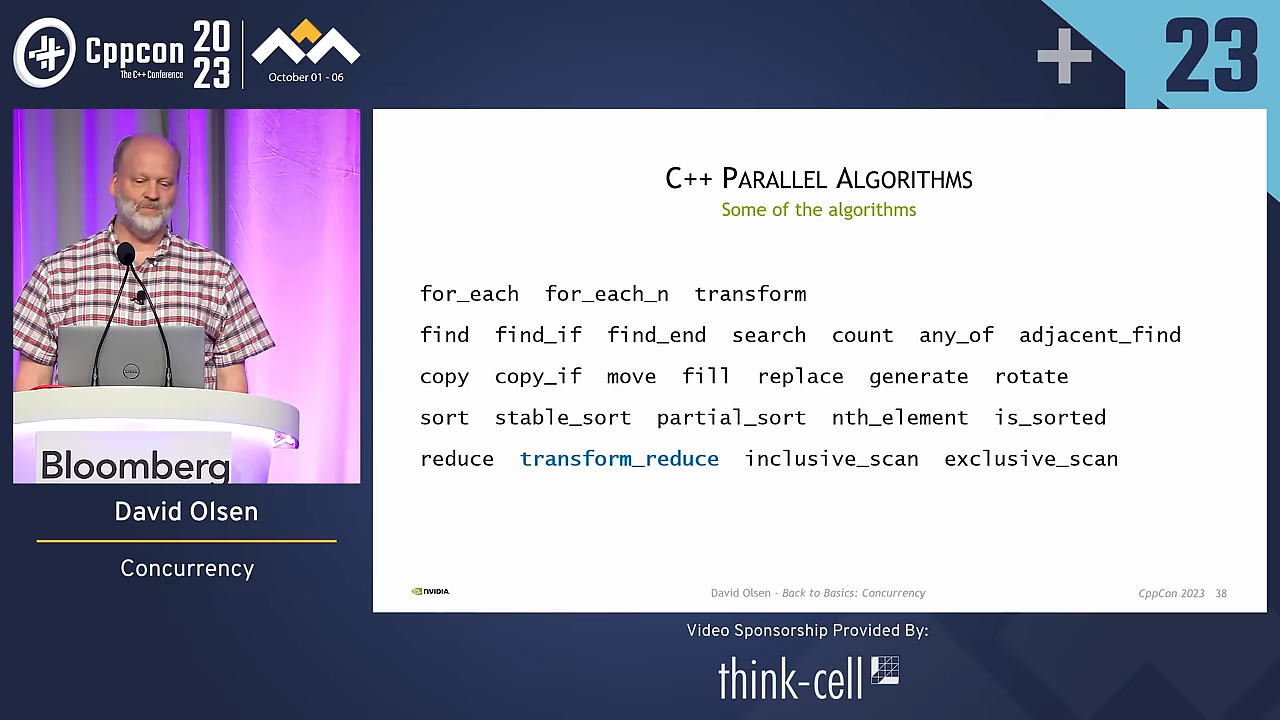 Cppcon
The C++ Conference
20
23
October 01 - 06
23
C++ PARALLEL ALGORITHMS
Some of the algorithms
for_each for_each_n transform
find find_if find_end search count any_of adjacent_find
copy copy_if move fill replace generate rotate
sort stable_sort partial_sort nth_element is_sorted
reduce transform_reduce inclusive_scan exclusive_scan
NVIDIA.
David Olsen - Back to Basics: Concurrency
CppCon 2023 38
DELL
Bloomberg
David Olsen
Concurrency
Video Sponsorship Provided By:
think-cell